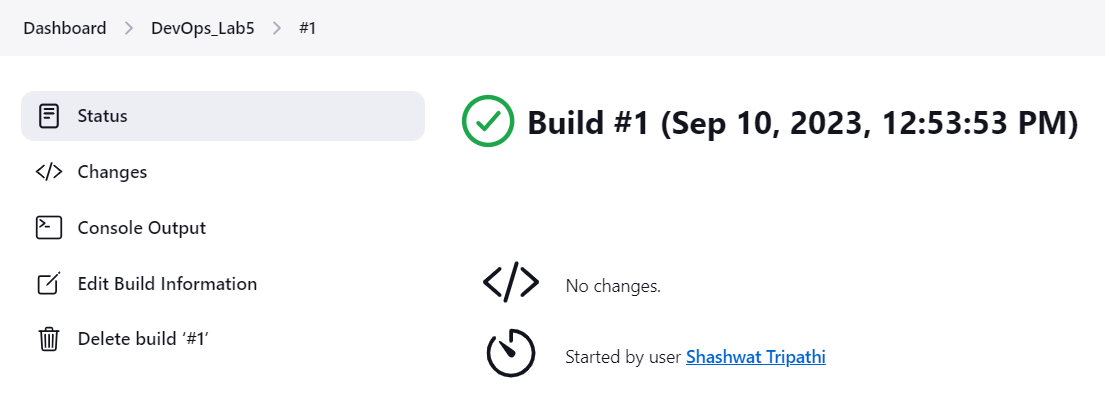 Dashboard > DevOps_Lab5 > #1
Status
Changes
Console Output
Edit Build Information
Delete build ‘#1’
Build #1 (Sep 10, 2023, 12:53:53 PM)
No changes.
Started by user Shashwat Tripathi